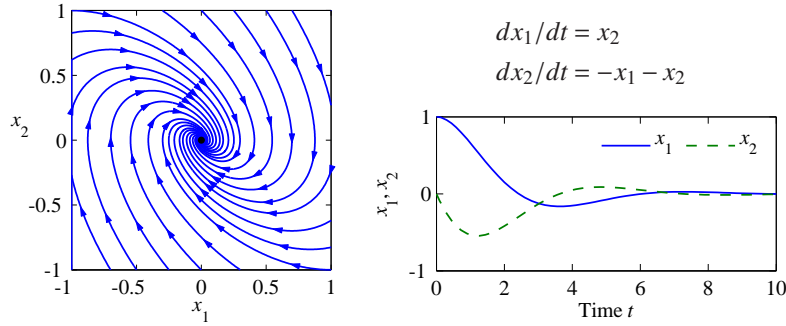 1
0.5
x₂
0
-0.5
-1
-1 -0.5 0 0.5 1
x₁
dx₁/dt = x₂
dx₂/dt = −x₁ − x₂
1
x₁ x₂
x₁, x₂
0
-1
0 2 4 6 8 10
Time t